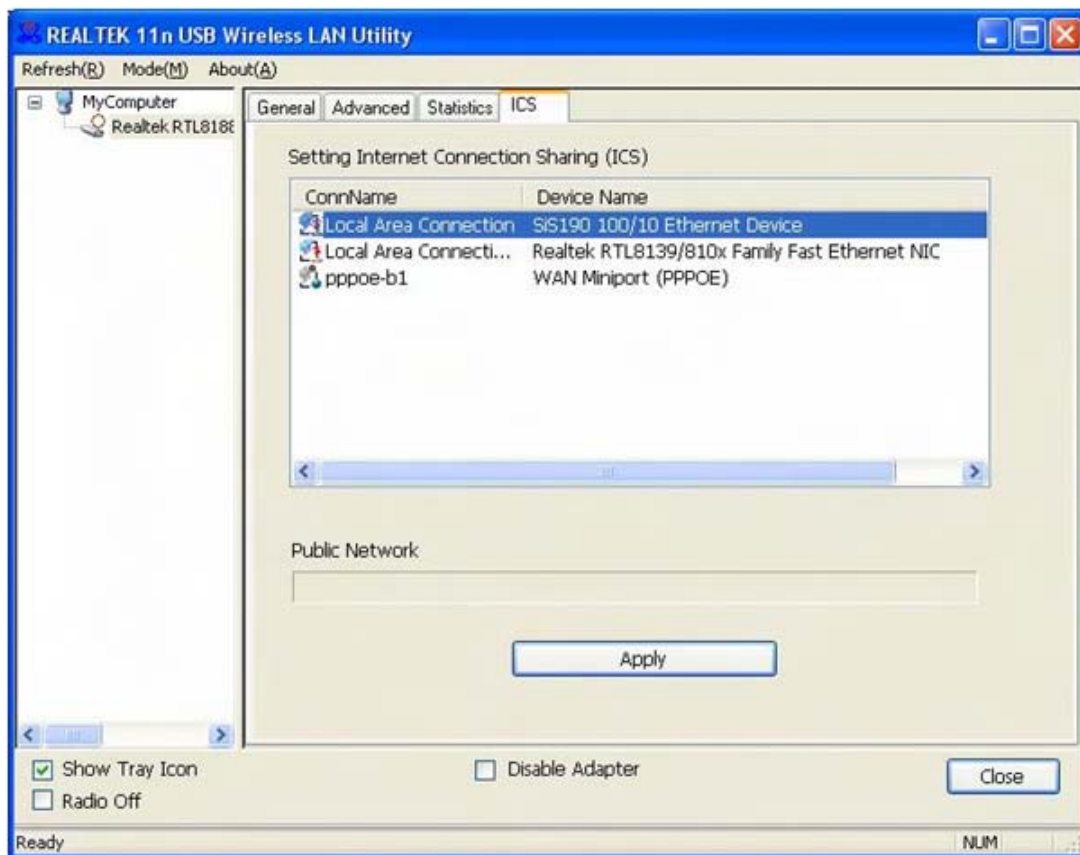 REALTEK 11n USB Wireless LAN Utility
Refresh(R) Mode(M) About(A)
MyComputer
Realtek RTL8188
General Advanced Statistics ICS
Setting Internet Connection Sharing (ICS)
ConnName Device Name
Local Area Connection SiS190 100/10 Ethernet Device
Local Area Connecti... Realtek RTL8139/810x Family Fast Ethernet NIC
pppoe-b1 WAN Miniport (PPPOE)
Public Network
Apply
Show Tray Icon Disable Adapter Close
Radio Off
Ready NUM